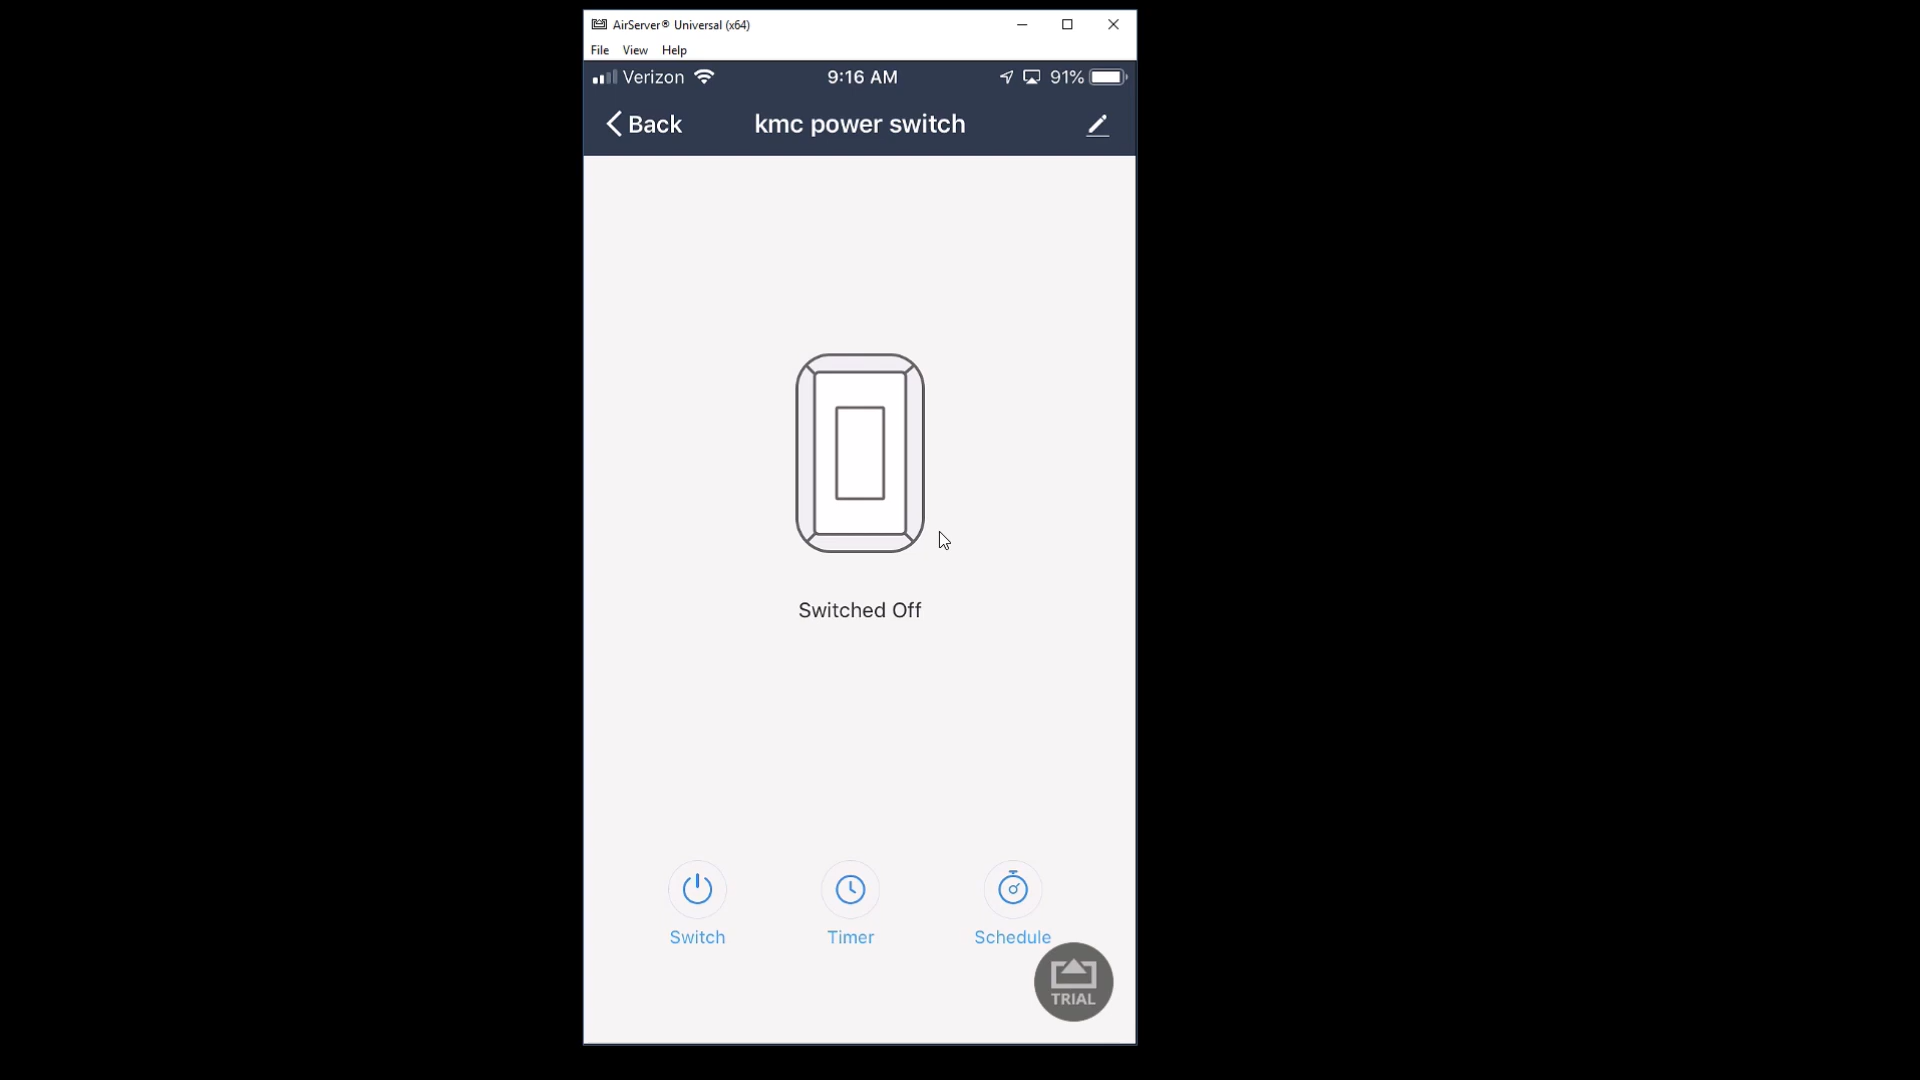 AirServer® Universal (x64)
File View Help
Verizon 9:16 AM 91%
Back kmc power switch
Switched Off
Switch Timer Schedule
TRIAL